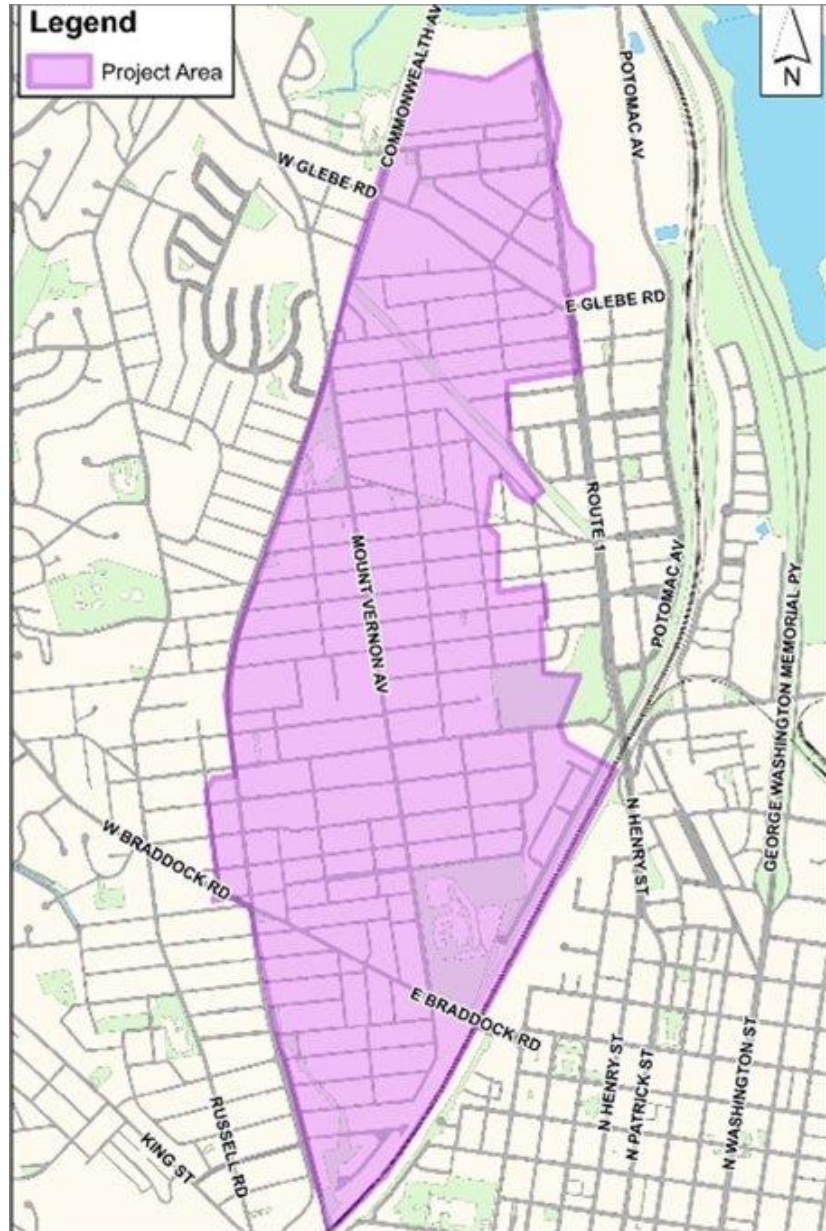 Legend
Project Area
N
COMMONWEALTH AV
POTOMAC AV
W GLEBE RD
E GLEBE RD
ROUTE 1
MOUNT VERNON AV
POTOMAC AV
GEORGE WASHINGTON MEMORIAL PY
N HENRY ST
W BRADDOCK RD
E BRADDOCK RD
N HENRY ST
N PATRICK ST
N WASHINGTON ST
RUSSELL RD
KING ST